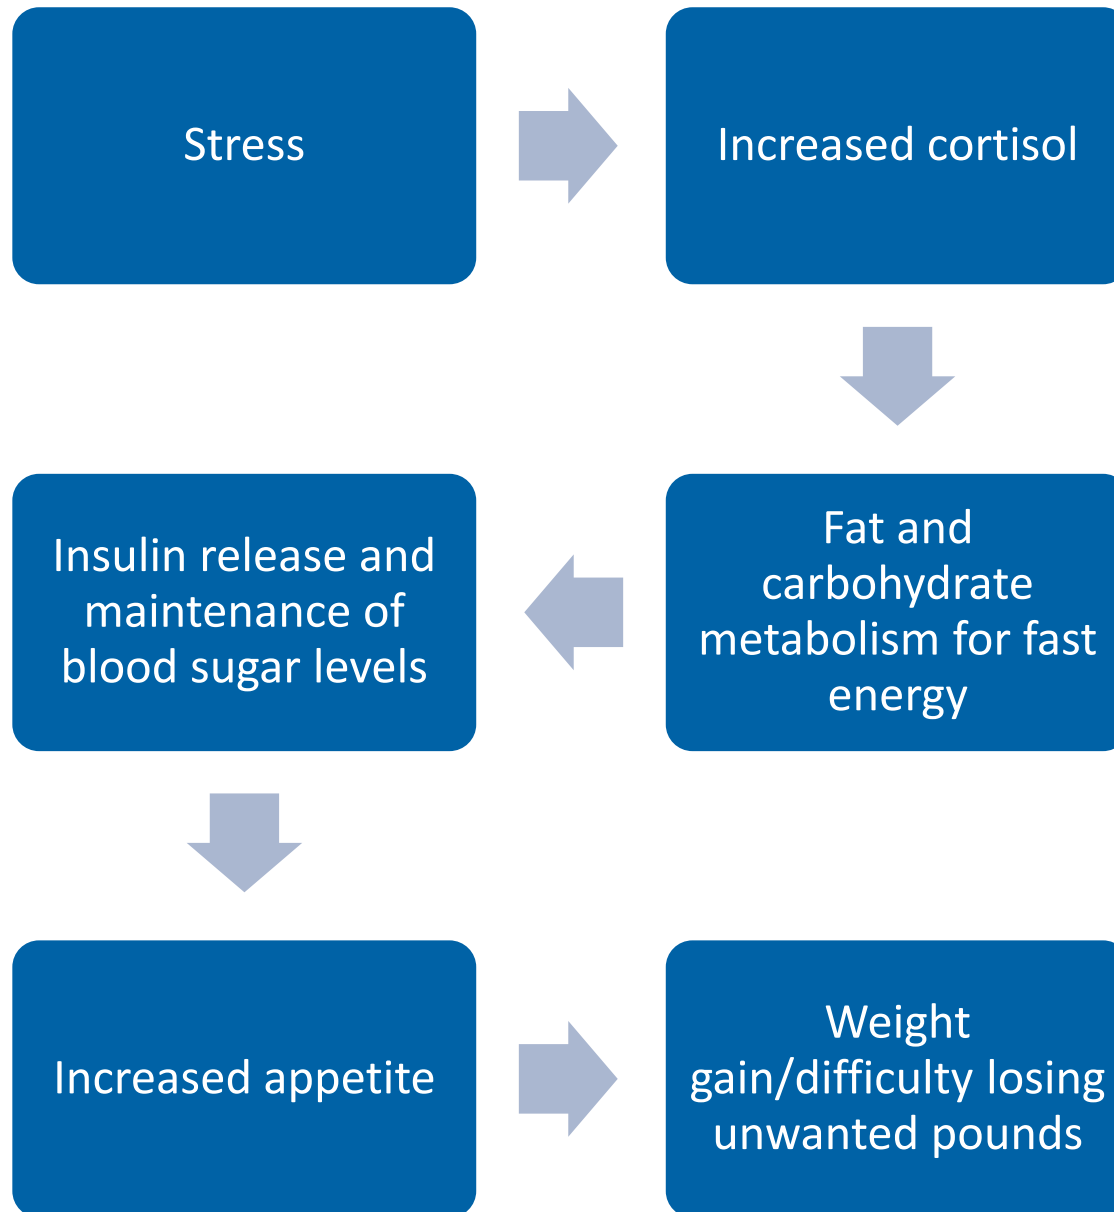 Stress
Increased cortisol
Fat and
carbohydrate
metabolism for fast
energy
Insulin release and
maintenance of
blood sugar levels
Increased appetite
Weight
gain/difficulty losing
unwanted pounds